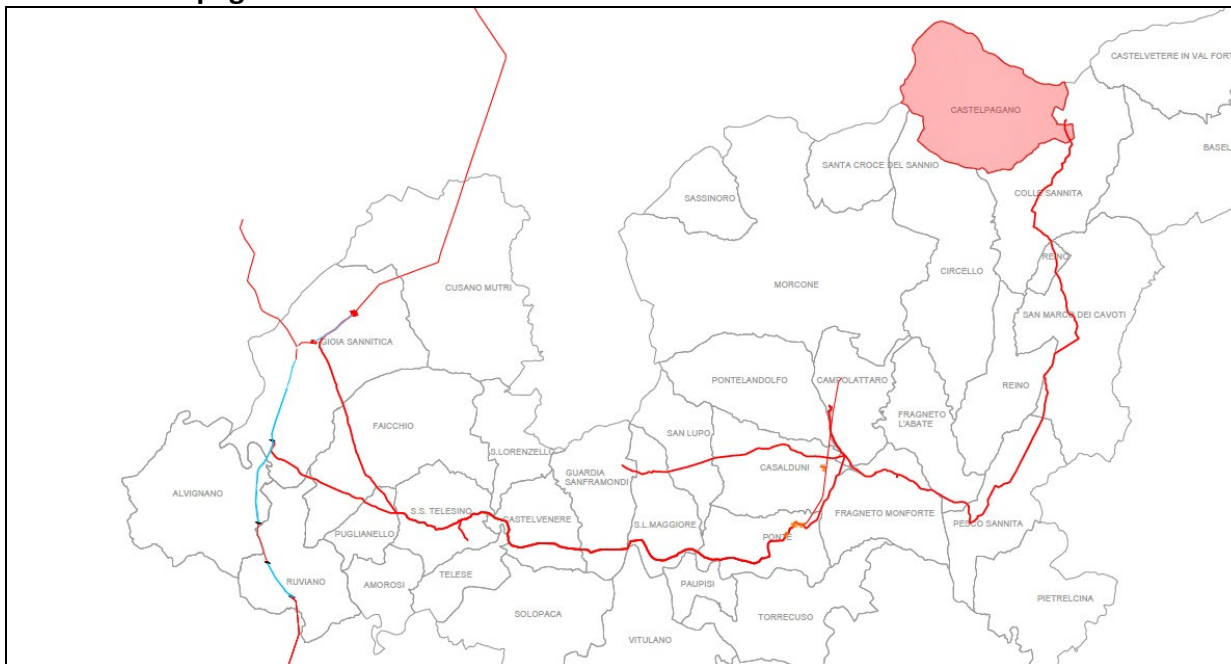 CASTELVETERE IN VAL FORT
CASTELPAGANO
BASEL
SANTA CROCE DEL SANNIO
SASSINORO
COLLE SANNITA
REINO
CIRCELLO
CUSANO MUTRI
MORCONE
SAN MARCO DEI CAVOTI
GIOIA SANNITICA
PONTELANDOLFO
CAMPOLATTARO
REINO
FRAGNETO
L'ABATE
FAICCHIO
SAN LUPO
S.LORENZELLO
CASALDUNI
GUARDIA
SANFRAMONDI
ALVIGNANO
S.S. TELESINO
CASTELVENERE
S.L.MAGGIORE
FRAGNETO MONFORTE
PESCO SANNITA
PUGLIANELLO
PONTE
TELESE
RUVIANO
AMOROSI
PAUPISI
PIETRELCINA
SOLOPACA
TORRECUSO
VITULANO